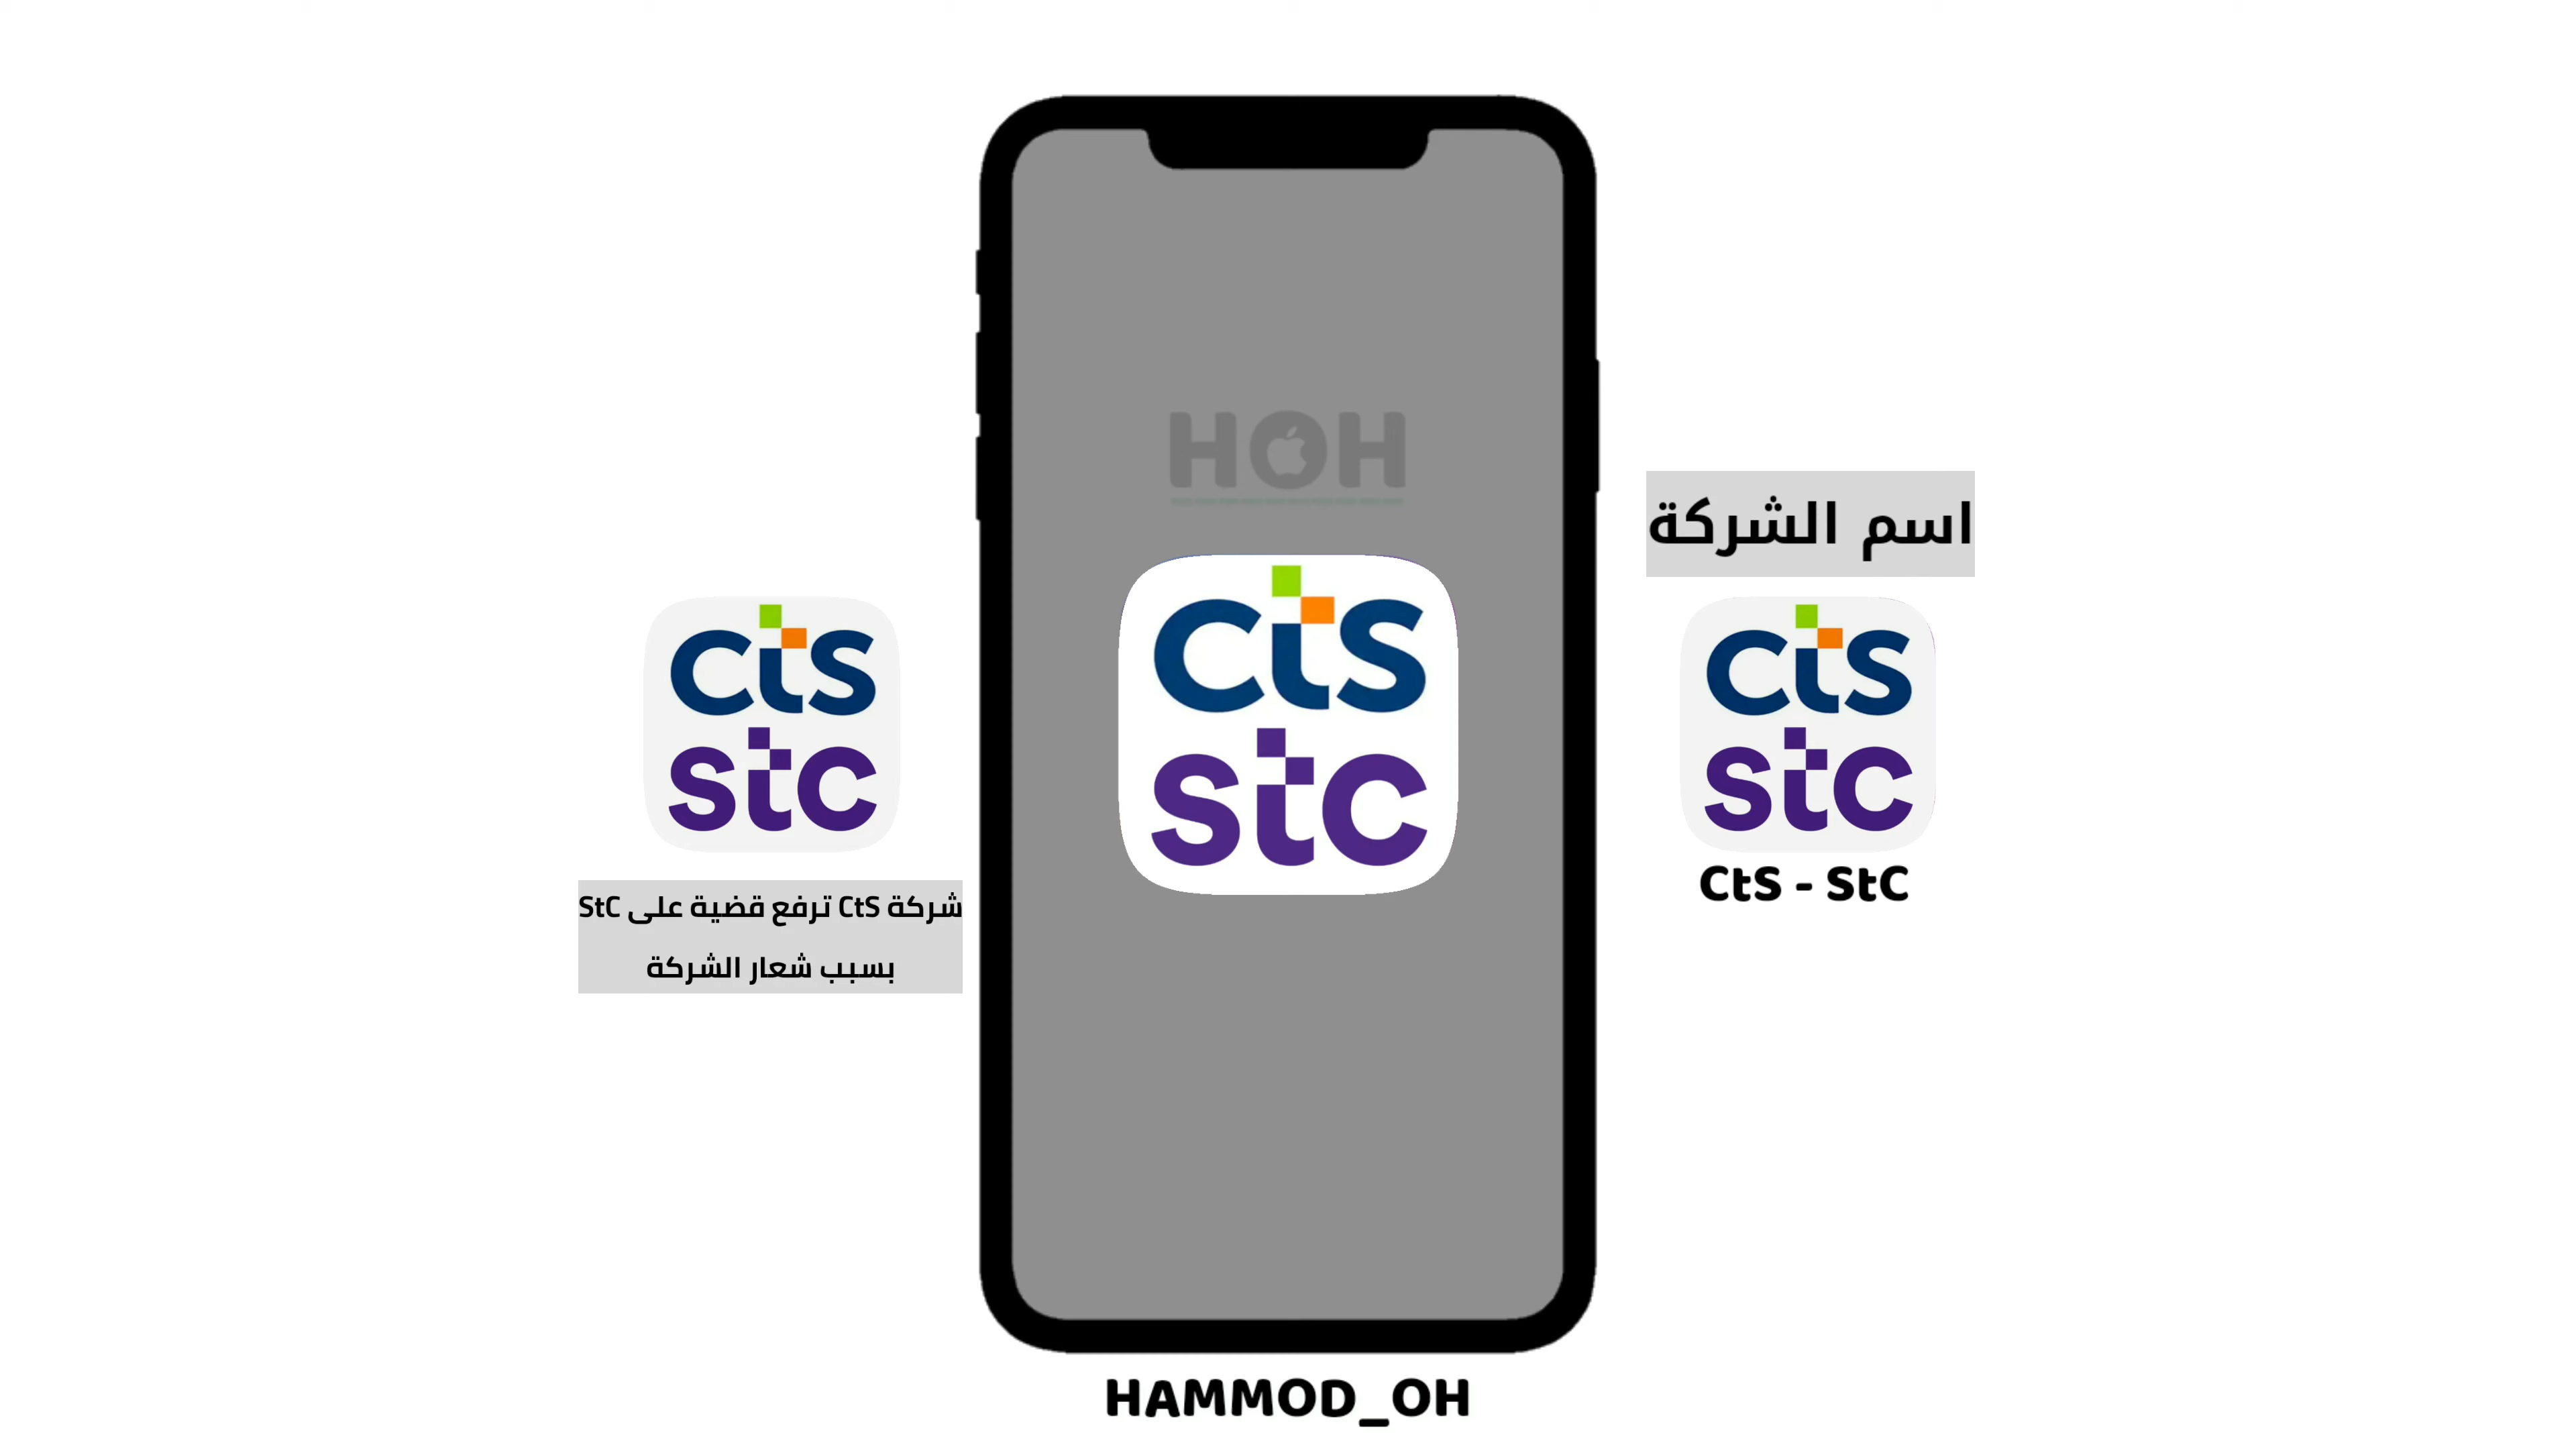 HOH
اسم الشركة
cts
stc
cts
stc
cts
stc
CtS - StC
شركة CtS ترفع قضية على StC
بسبب شعار الشركة
HAMMOD_OH